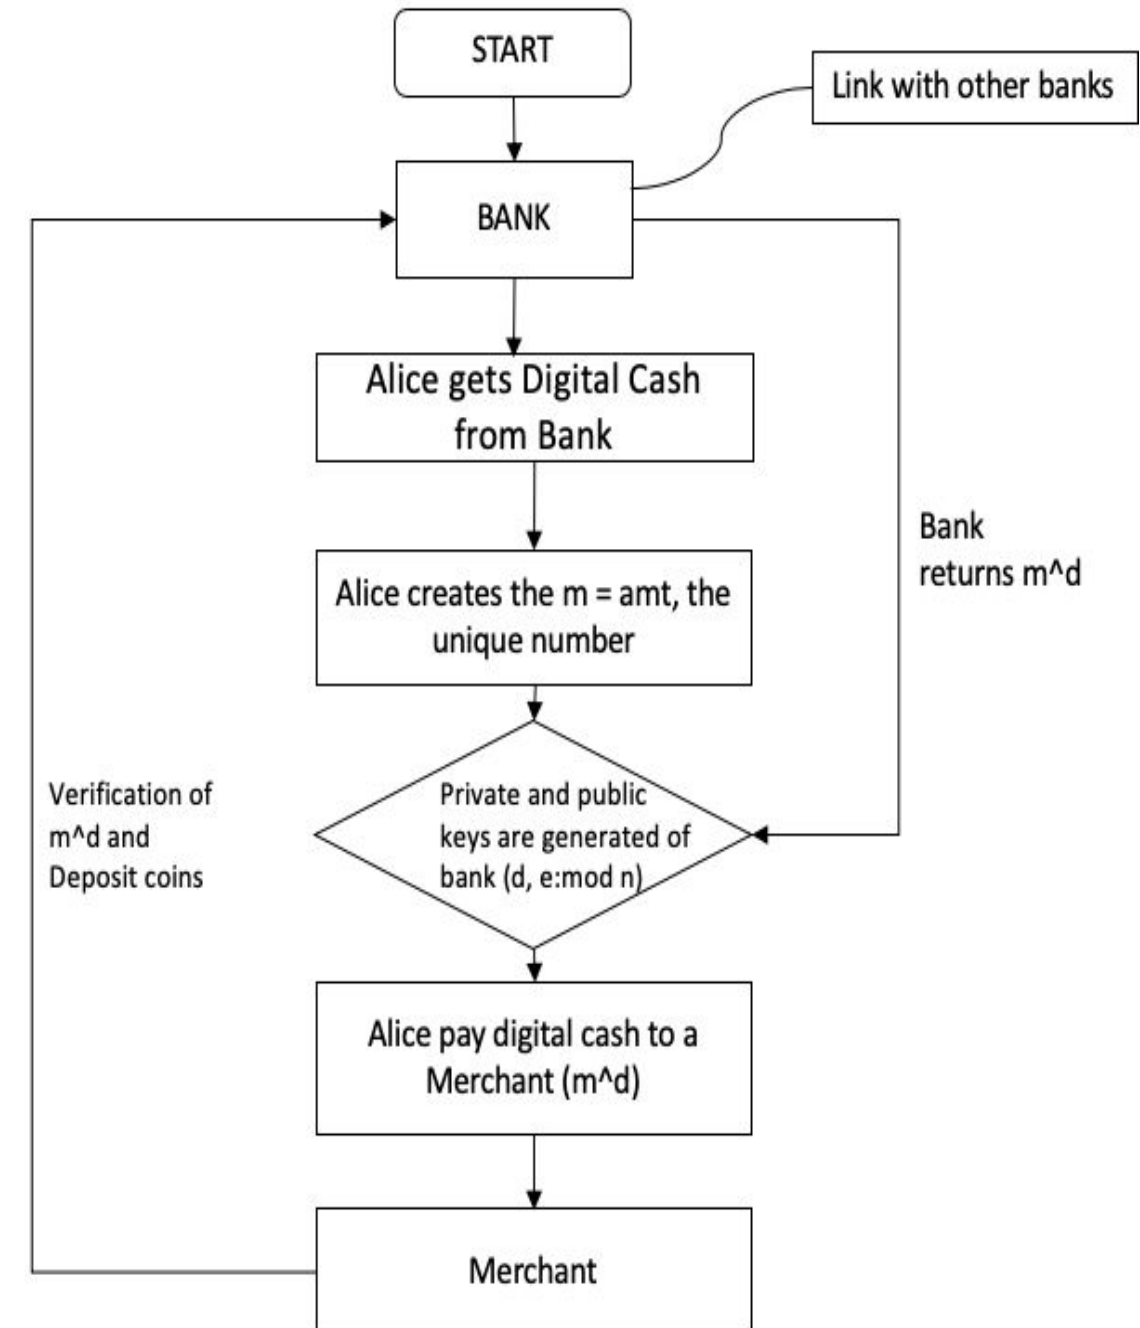 START
Link with other banks
BANK
Alice gets Digital Cash
from Bank
Bank
returns m^d
Alice creates the m = amt, the
unique number
Verification of
m^d and
Deposit coins
Private and public
keys are generated of
bank (d, e:mod n)
Alice pay digital cash to a
Merchant (m^d)
Merchant